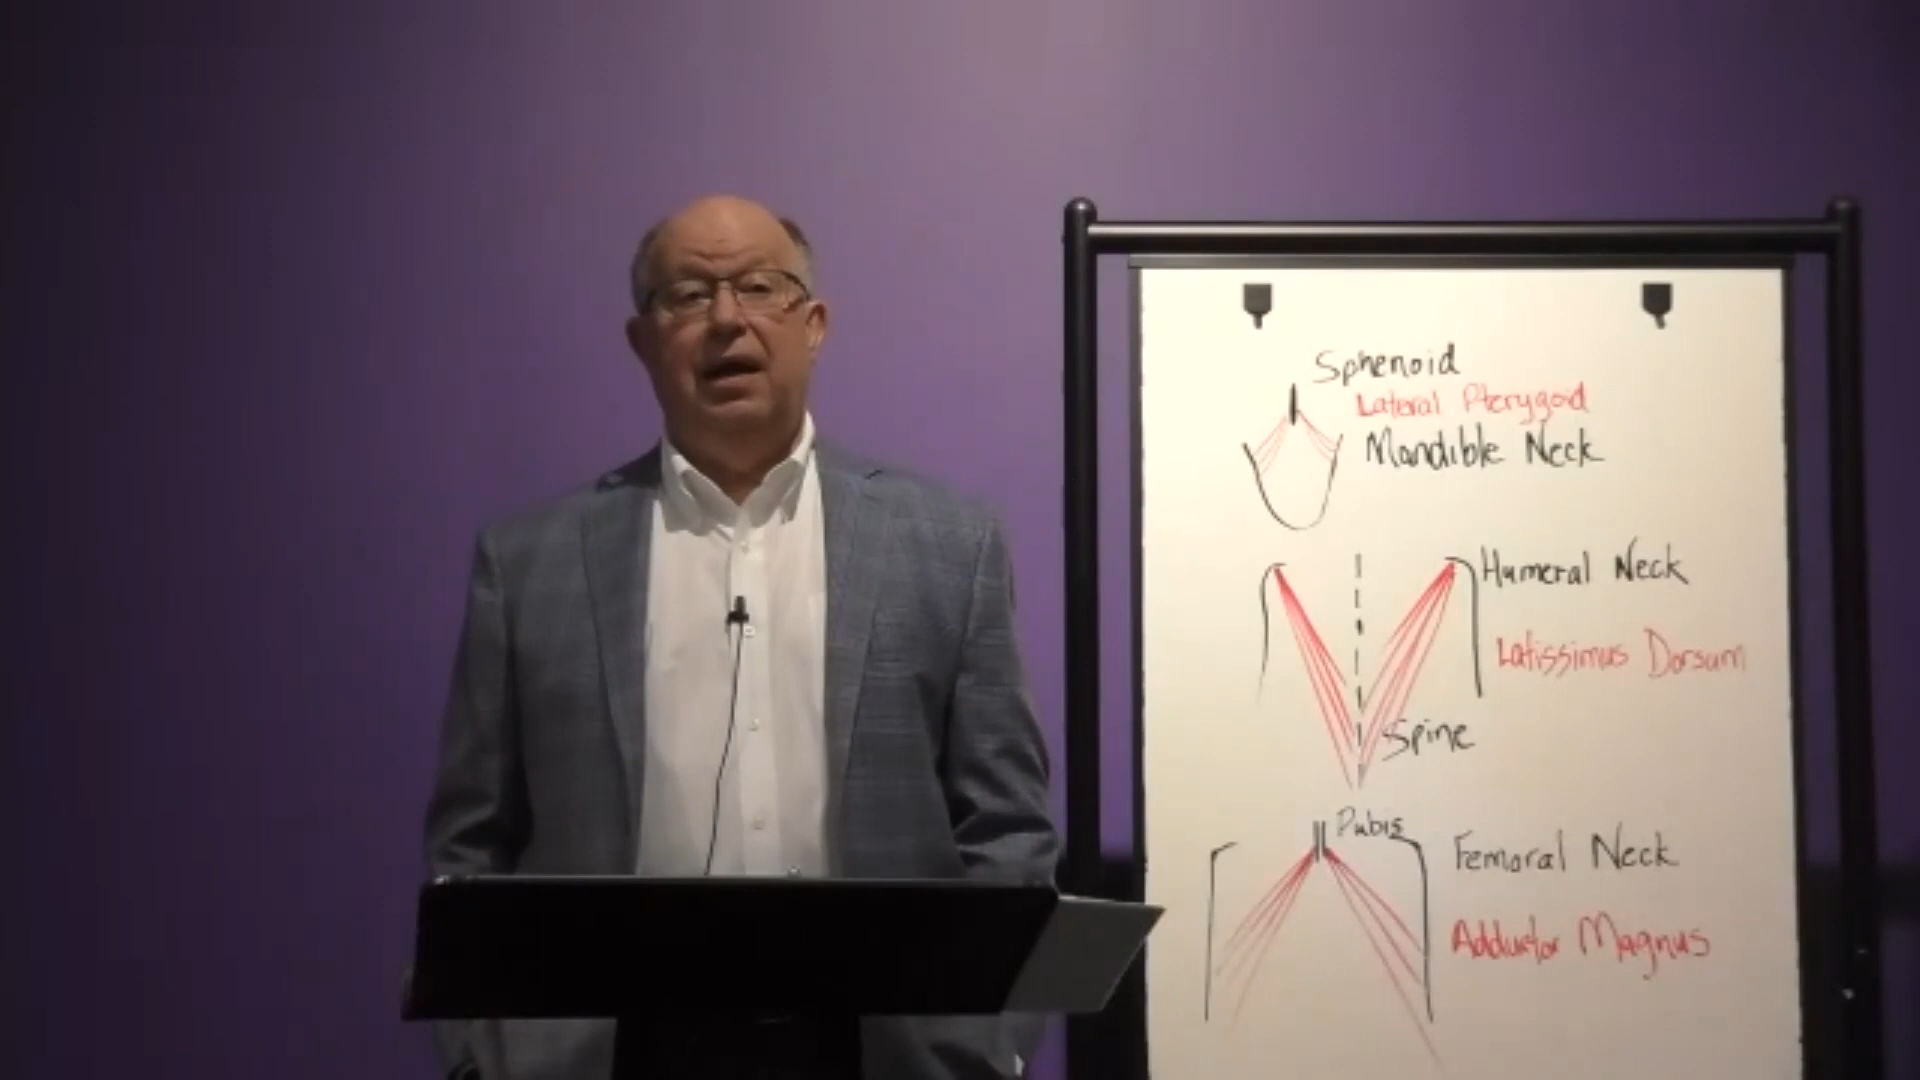 Sphenoid
Lateral Pterygoid
Mandible Neck
Humeral Neck
Latissimus Dorsum
Spine
Pubis
Femoral Neck
Adductor Magnus